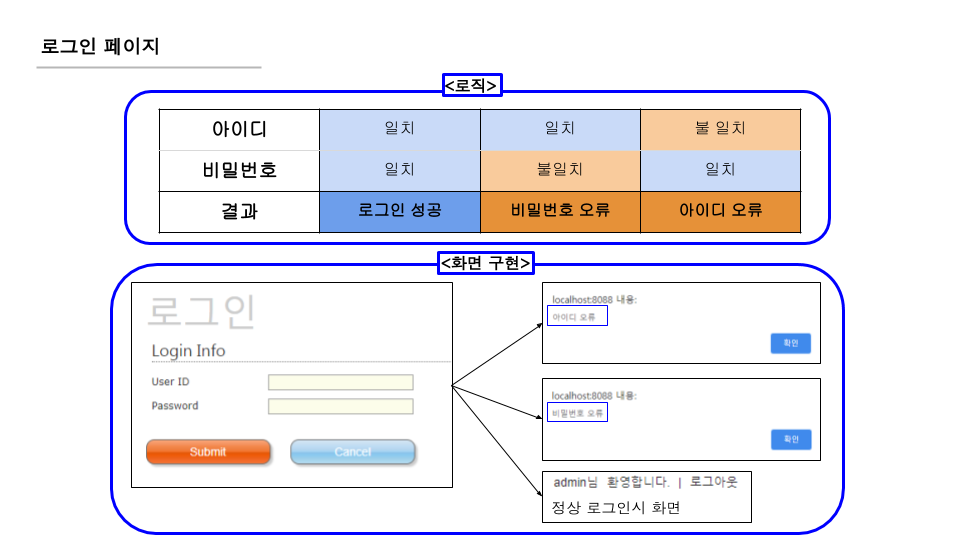 로그인 페이지
<로직>
아이디 일치 일치 불 일치
비밀번호 일치 불일치 일치
결과 로그인 성공 비밀번호 오류 아이디 오류
<화면 구현>
로그인
Login Info
User ID
Password
Submit Cancel
localhost:8088 내용:
아이디 오류
확인
localhost:8088 내용:
비밀번호 오류
확인
admin님 환영합니다. | 로그아웃
정상 로그인시 화면